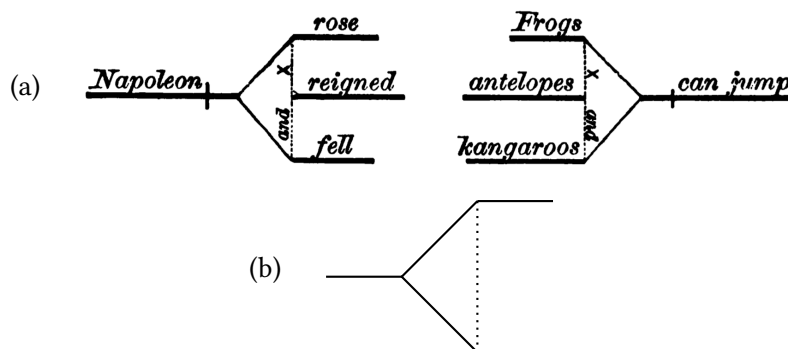 (a)
Napoleon rose X reigned and fell
Frogs X antelopes and kangaroos can jump
(b)